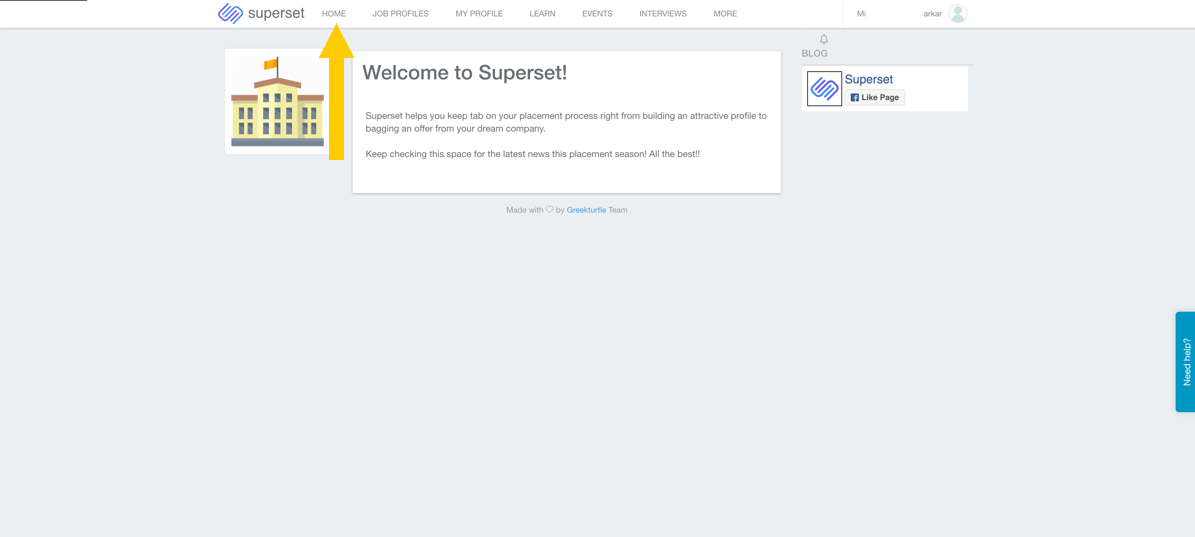 superset HOME JOB PROFILES MY PROFILE LEARN EVENTS INTERVIEWS MORE Mi arkar
Welcome to Superset!
Superset helps you keep tab on your placement process right from building an attractive profile to
bagging an offer from your dream company.
Keep checking this space for the latest news this placement season! All the best!!
Made with ♡ by Greekturtle Team
BLOG
Superset
Like Page
Need help?